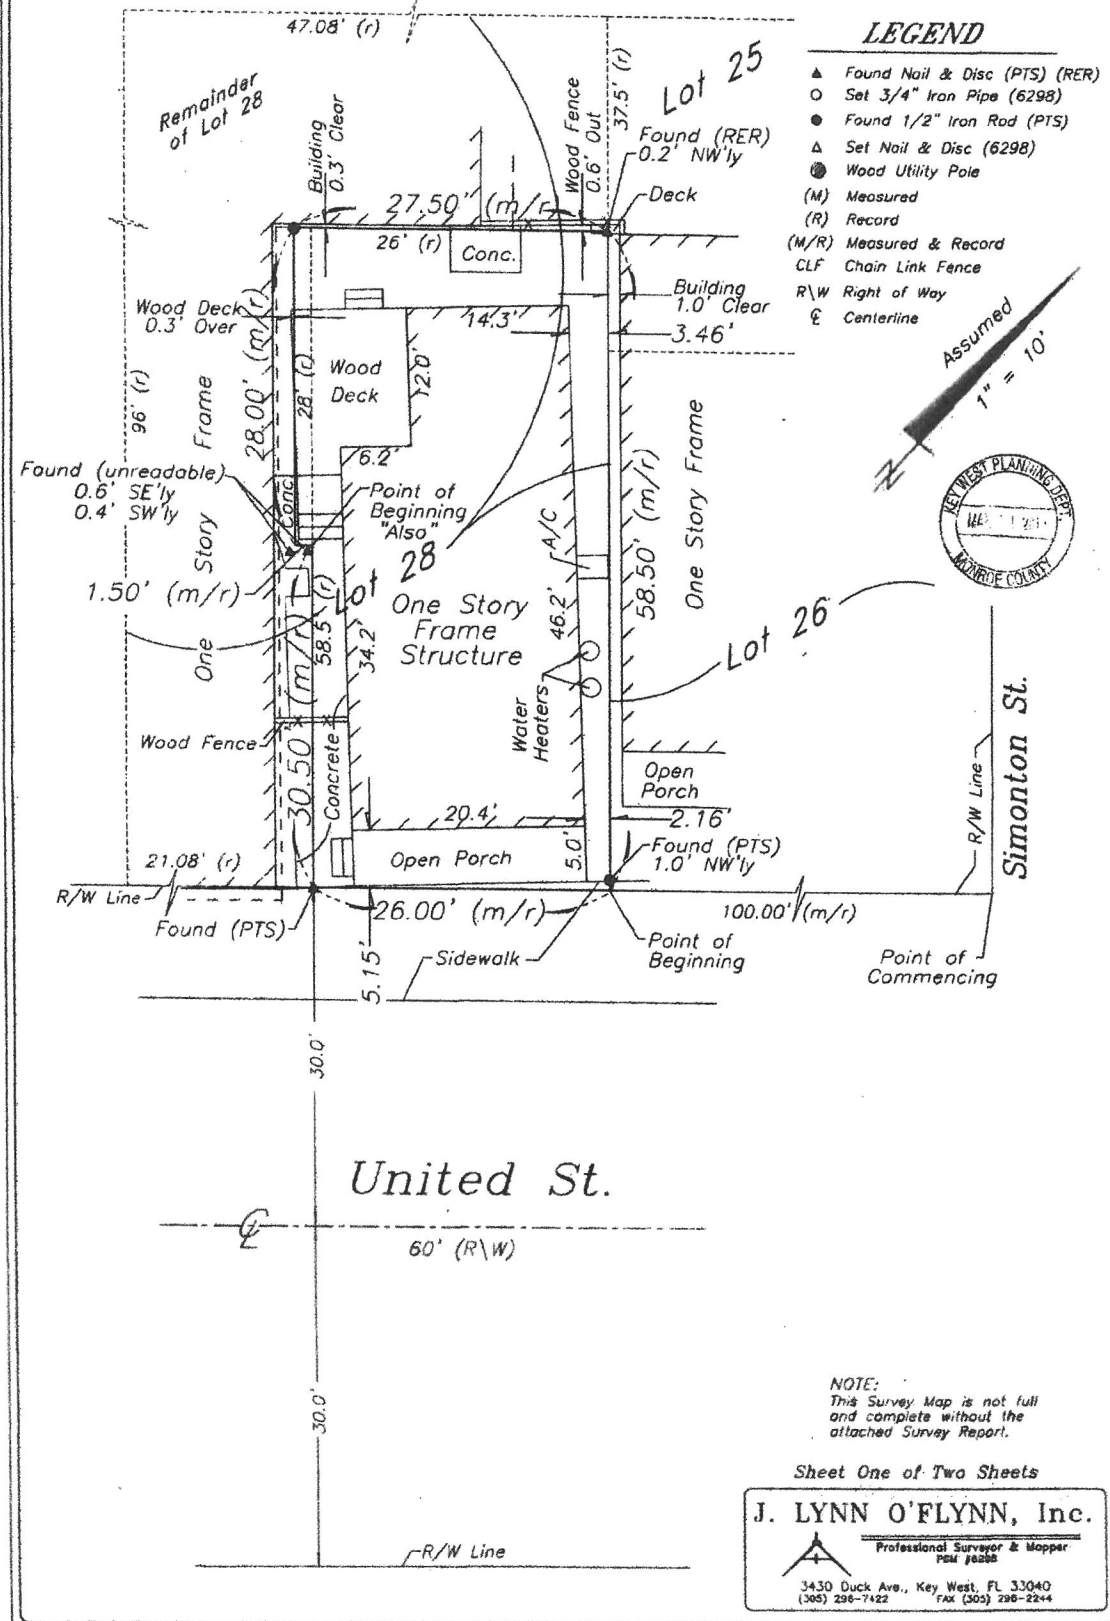 47.08' (r)
Remainder
of Lot 28
Building
0.3' Clear
Wood Fence
0.6' Out
37.5' (r)
Lot 25
Found (RER)
0.2' NW'ly
Deck
27.50' (m/r)
26' (r)
Conc.
Building
1.0' Clear
3.46'
Wood Deck
0.3' Over
14.3'
Wood
Deck
12.0'
28.00' (m/r)
28' (r)
96' (r)
One Story Frame
6.2'
Found (unreadable)
0.6' SE'ly
0.4' SW'ly
Conc.
Point of
Beginning
"Also"
A/C
Lot 28
1.50' (m/r)
58.5' (r)
34.2'
One Story
Frame
Structure
46.2'
58.50' (m/r)
One Story Frame
Lot 26
Water
Heaters
Wood Fence
30.50' (m/r)
Concrete
Open
Porch
20.4'
2.16'
5.0'
Found (PTS)
1.0' NW'ly
Open Porch
21.08' (r)
R/W Line
Found (PTS)
26.00' (m/r)
100.00' (m/r)
R/W Line
Simonton St.
5.15'
Sidewalk
Point of
Beginning
Point of
Commencing
30.0'
United St.
℄
60' (R\W)
30.0'
R/W Line
LEGEND
Found Nail & Disc (PTS) (RER)
Set 3/4" Iron Pipe (6298)
Found 1/2" Iron Rod (PTS)
Set Nail & Disc (6298)
Wood Utility Pole
(M) Measured
(R) Record
(M/R) Measured & Record
CLF Chain Link Fence
R\W Right of Way
℄ Centerline
Assumed
1" = 10'
N
KEY WEST PLANNING DEPT.
MONROE COUNTY
NOTE:
This Survey Map is not full
and complete without the
attached Survey Report.
Sheet One of Two Sheets
J. LYNN O'FLYNN, Inc.
Professional Surveyor & Mapper
PSM #6298
3430 Duck Ave., Key West, FL 33040
(305) 296-7422 FAX (305) 296-2244